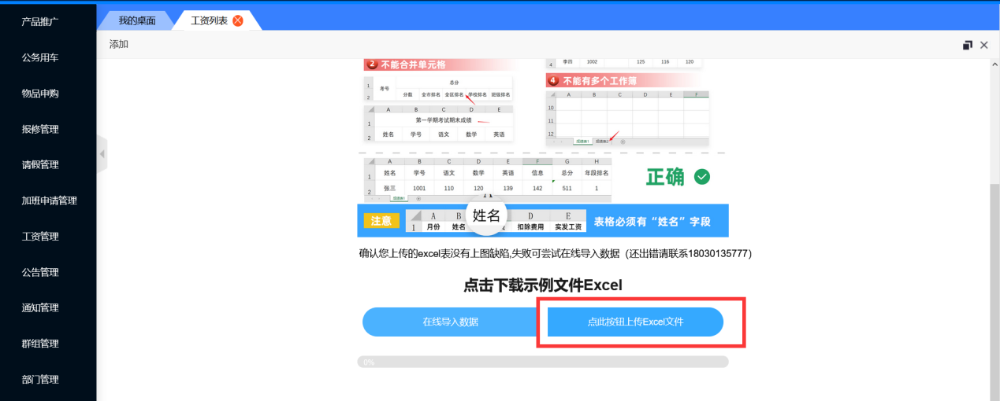 产品推广
公务用车
物品申购
报修管理
请假管理
加班申请管理
工资管理
公告管理
通知管理
群组管理
部门管理
我的桌面
工资列表
添加
2 不能合并单元格
1 考号 总分
2 分数 全市排名 全区排名 学校排名 班级排名
A B C D E
1 第一学期考试期末成绩
2 姓名 学号 语文 数学 英语
4 李四 1002 125 116 120
4 不能有多个工作簿
A B C D E F
10
11
12
成绩表1 成绩表2
A B C D E F G H
1 姓名 学号 语文 数学 英语 信息 总分 年段排名
2 张三 1001 110 120 139 142 511 1
成绩表1
正确
注意
A B D E
1 月份 姓名 扣除费用 实发工资
姓名
表格必须有“姓名”字段
确认您上传的excel表没有上图缺陷,失败可尝试在线导入数据（还出错请联系18030135777）
点击下载示例文件Excel
在线导入数据
点此按钮上传Excel文件
0%